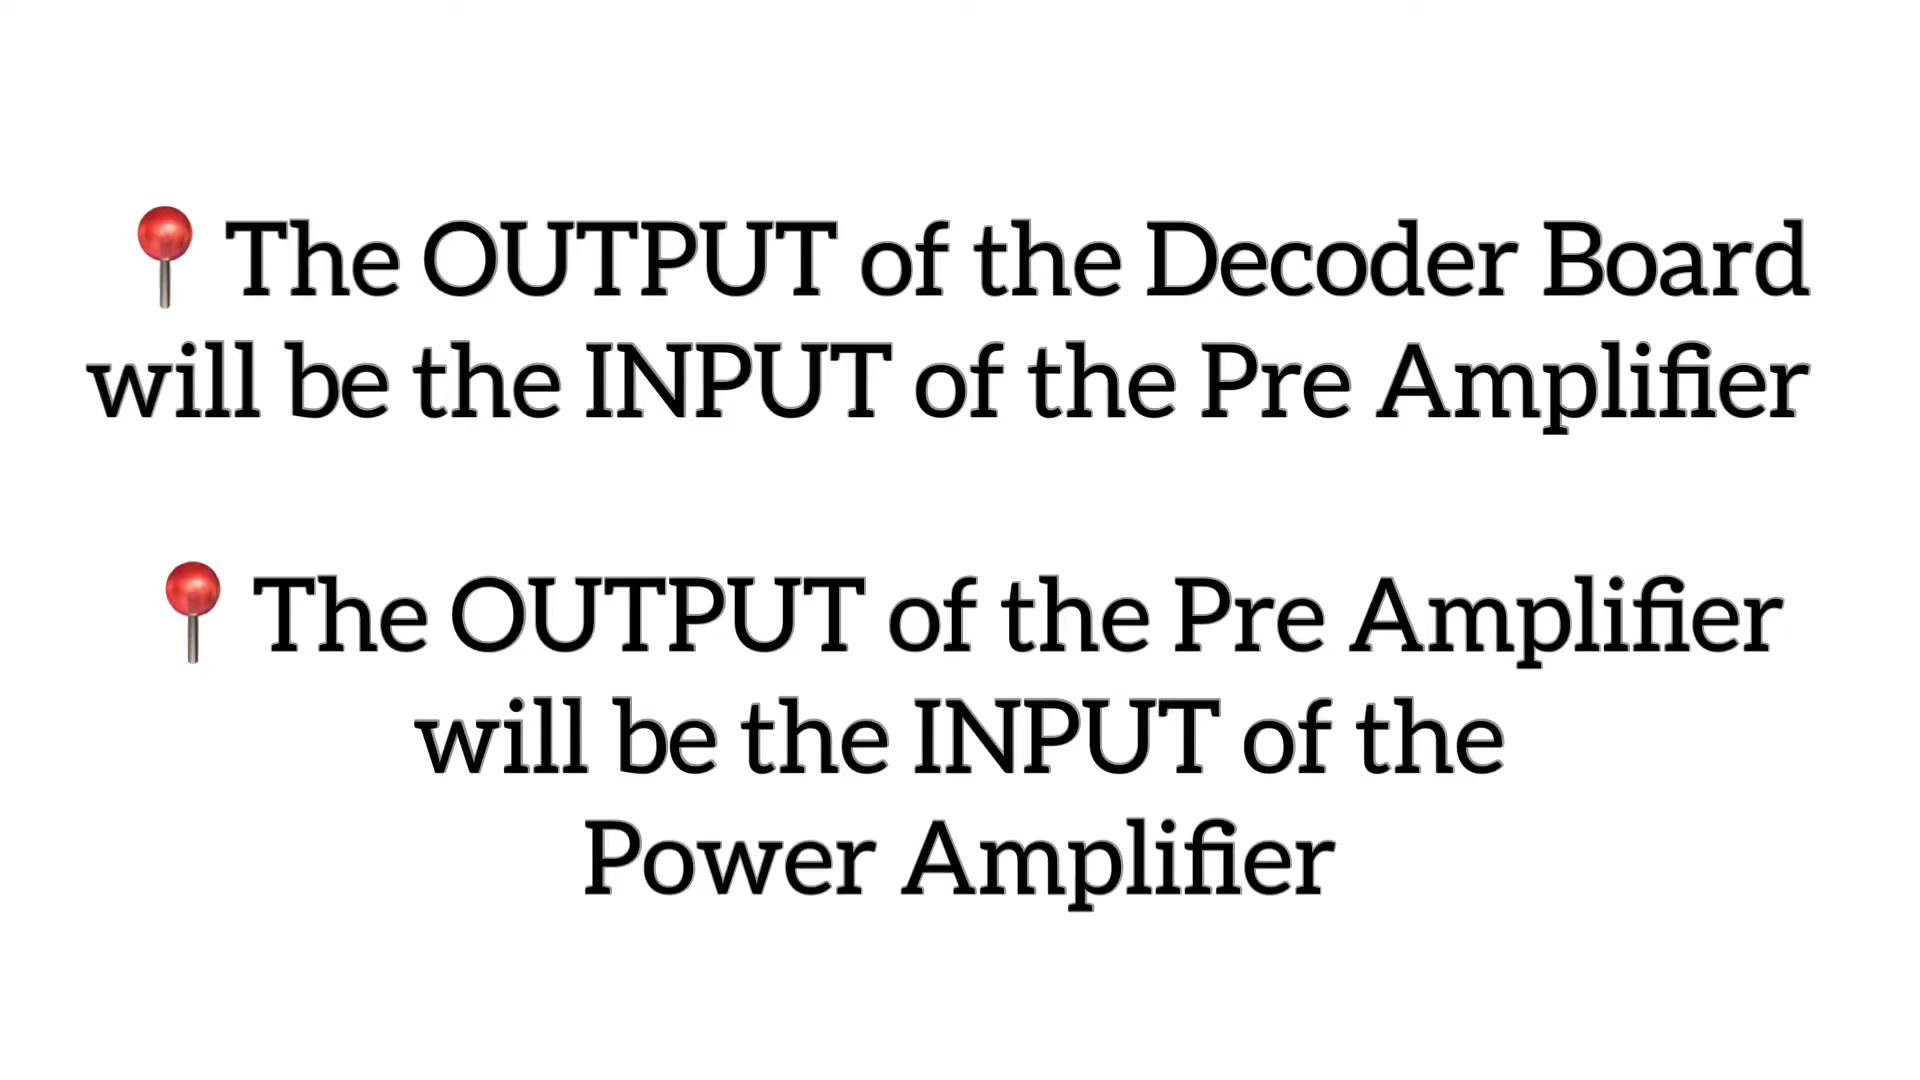 📍The OUTPUT of the Decoder Board
will be the INPUT of the Pre Amplifier
📍The OUTPUT of the Pre Amplifier
will be the INPUT of the
Power Amplifier